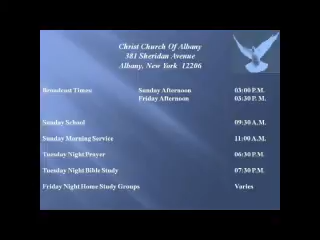 Christ Church Of Albany
381 Sheridan Avenue
Albany, New York 12206
Broadcast Times: Sunday Afternoon 03:00 P.M.
Friday Afternoon 03:30 P. M.
Sunday School 09:30 A.M.
Sunday Morning Service 11:00 A.M.
Tuesday Night Prayer 06:30 P.M.
Tuesday Night Bible Study 07:30 P.M.
Friday Night Home Study Groups Varies